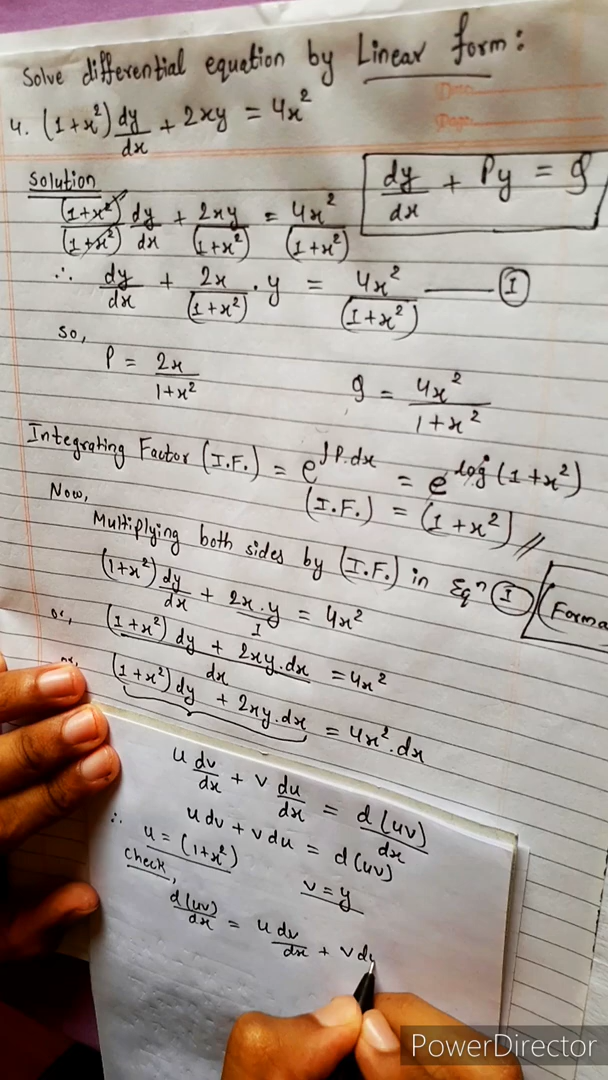 Solve differential equation by Linear form:
Date
Page
4. (1+x²) dy/dx + 2xy = 4x²
Solution
dy/dx + Py = Q
(1+x²)/(1+x²) dy/dx + 2xy/(1+x²) = 4x²/(1+x²)
∴ dy/dx + 2x/(1+x²) . y = 4x²/(1+x²) —— (I)
So,
P = 2x/1+x²
Q = 4x²/1+x²
Integrating Factor (I.F.) = e^∫P.dx = e^log^e(1+x²)
(I.F.) = (1+x²) //
Now,
Multiplying both sides by (I.F.) in Eqⁿ (I)
(Forma
(1+x²) dy/dx + 2x.y/1 = 4x²
or, (1+x²) dy + 2xy.dx / dx = 4x²
or, (1+x²) dy + 2xy.dx = 4x².dx
u dv/dx + v du/dx = d(uv)/dx
∴ u dv + v du = d(uv)
u = (1+x²)
v = y
Check,
d(uv)/dx = u dv/dx + v du
PowerDirector